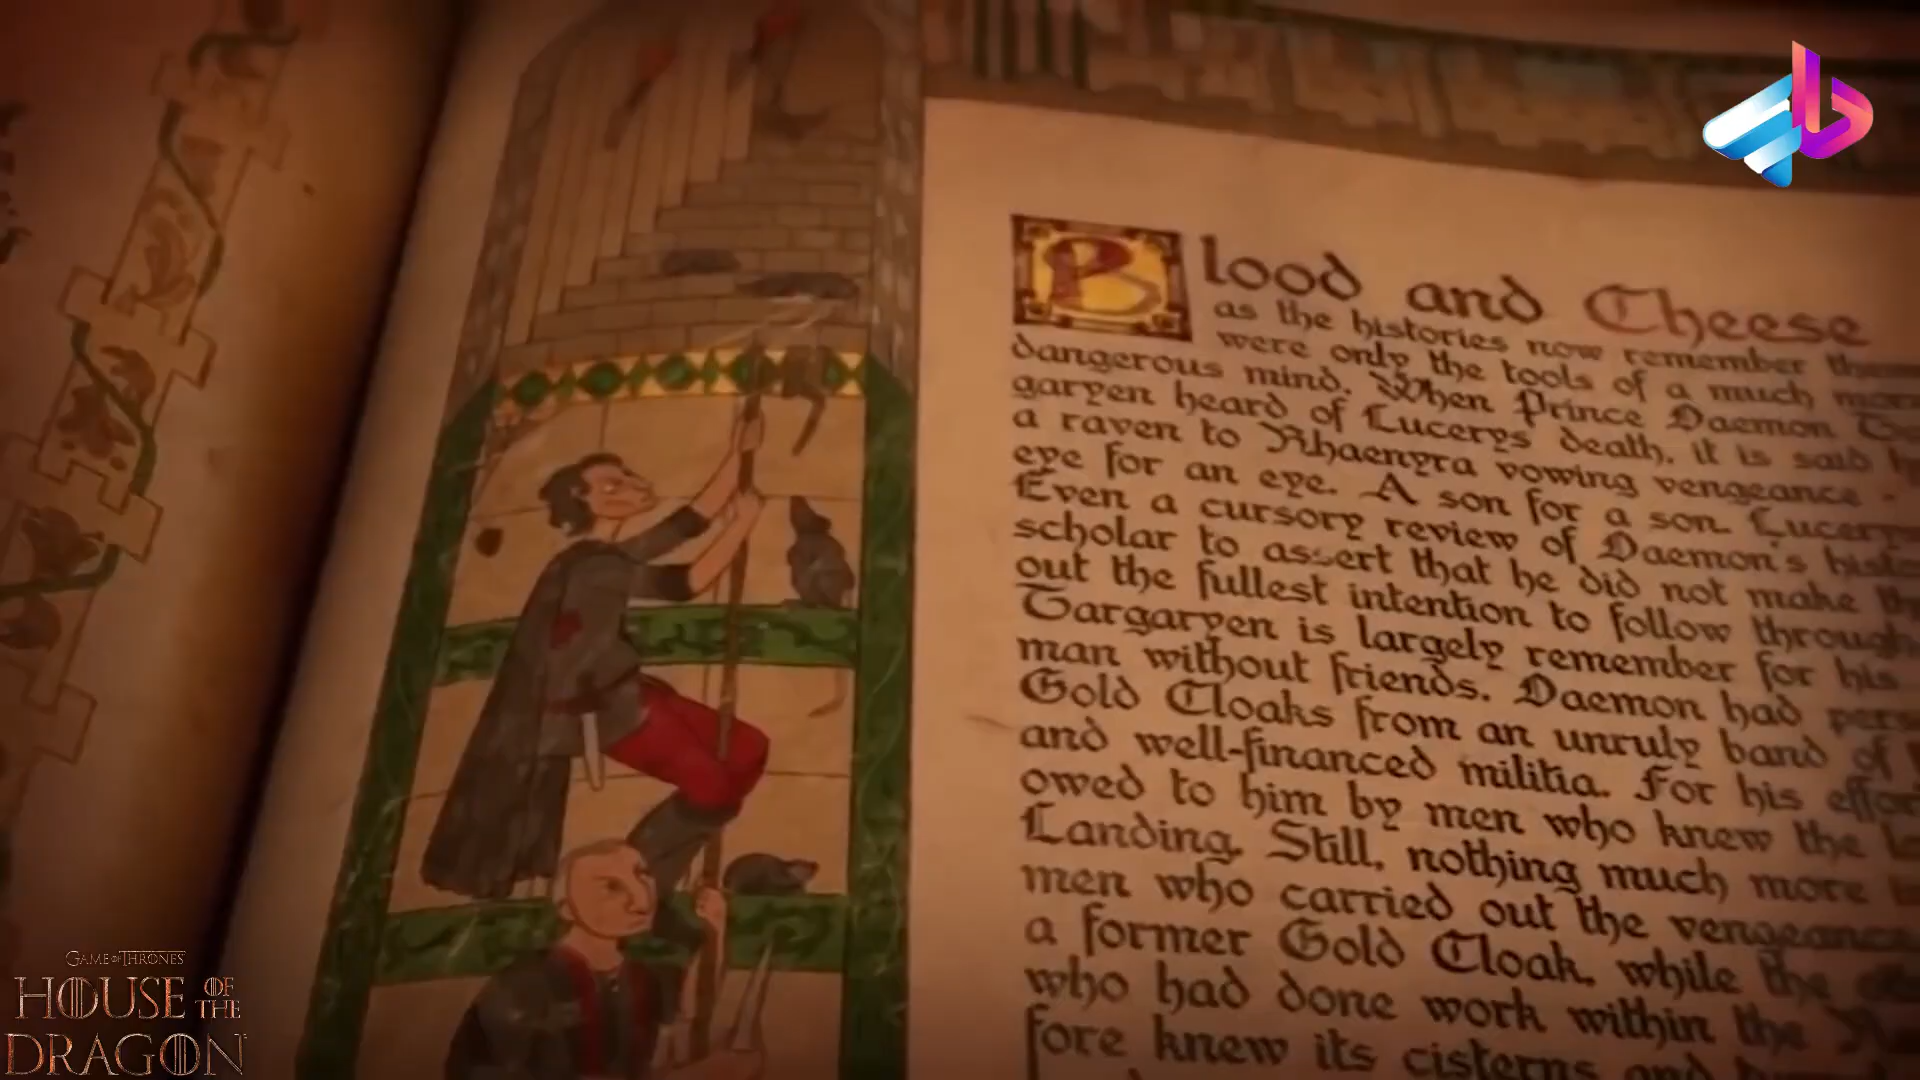 Blood and Cheese
as the histories now remember
were only the tools of a much
dangerous mind. When Prince Daemon
garyen heard of Lucerys' death, it is said
a raven to Rhaenyra vowing vengeance -
eye for an eye. A son for a son. Lucerys
Even a cursory review of Daemon's
scholar to assert that he did not make
out the fullest intention to follow through
Targaryen is largely remember for his
man without friends. Daemon had
Gold Cloaks from an unruly band of
and well-financed militia. For his
owed to him by men who knew the
Landing. Still, nothing much more
men who carried out the vengeance
a former Gold Cloak, while the
who had done work within the
fore knew its cisterns and
GAME OF THRONES
HOUSE OF THE
DRAGON